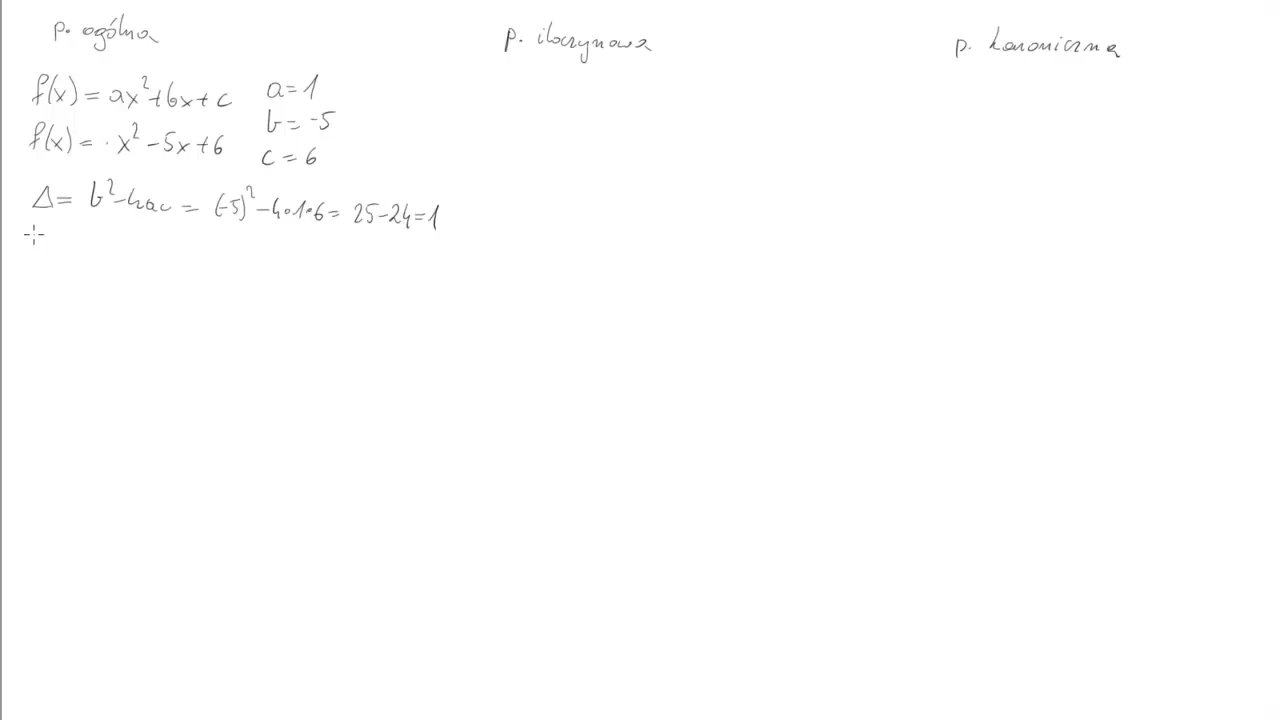 p. ogólna
p. iloczynowa
p. kanoniczna
f(x) = ax²+bx+c
a=1
b=-5
f(x) = x²-5x+6
c=6
Δ= b²-4ac = (-5)²-4•1•6= 25-24=1